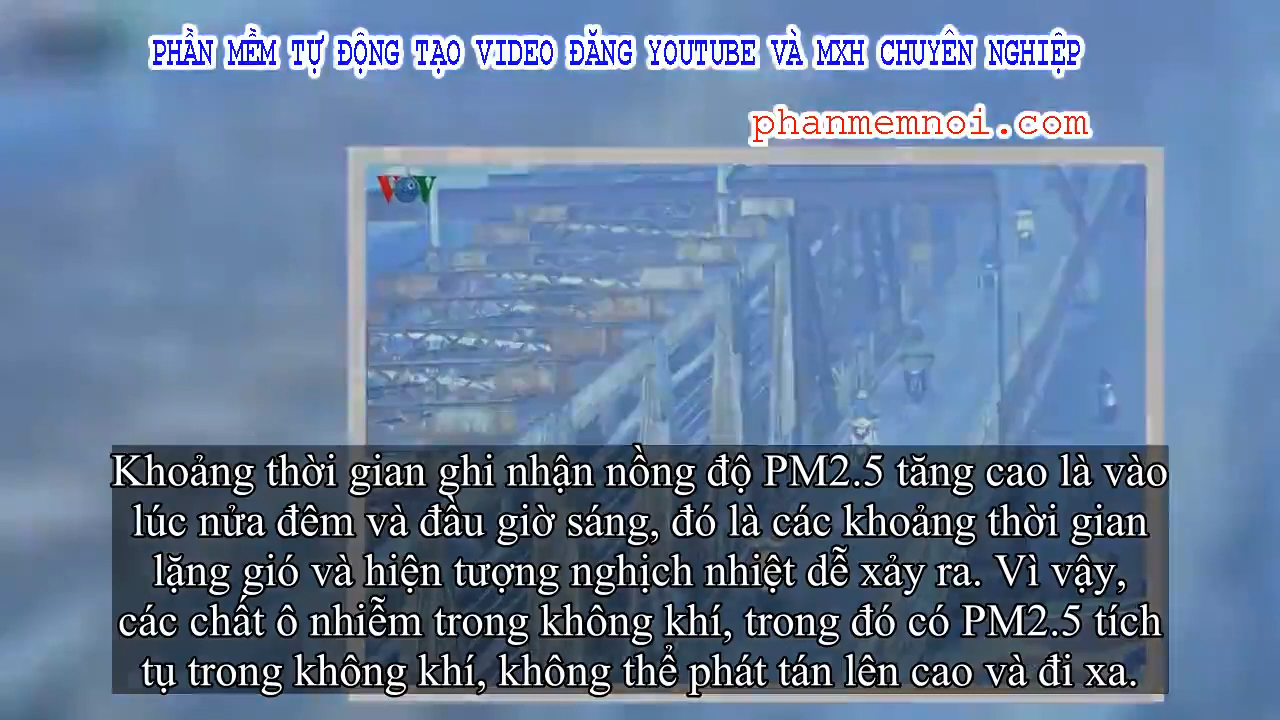 PHẦN MỀM TỰ ĐỘNG TẠO VIDEO ĐĂNG YOUTUBE VÀ MXH CHUYÊN NGHIỆP
phanmemnoi.com
VOV
Khoảng thời gian ghi nhận nồng độ PM2.5 tăng cao là vào
lúc nửa đêm và đầu giờ sáng, đó là các khoảng thời gian
lặng gió và hiện tượng nghịch nhiệt dễ xảy ra. Vì vậy,
các chất ô nhiễm trong không khí, trong đó có PM2.5 tích
tụ trong không khí, không thể phát tán lên cao và đi xa.